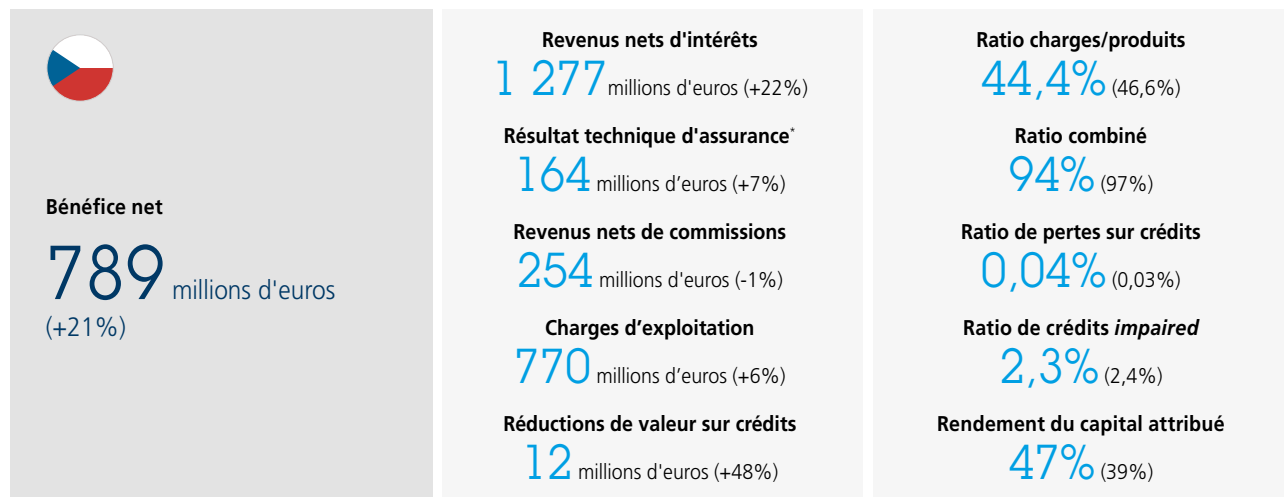 Bénéfice net
789 millions d'euros
(+21%)
Revenus nets d'intérêts
1 277 millions d'euros (+22%)
Résultat technique d'assurance*
164 millions d’euros (+7%)
Revenus nets de commissions
254 millions d’euros (-1%)
Charges d’exploitation
770 millions d’euros (+6%)
Réductions de valeur sur crédits
12 millions d'euros (+48%)
Ratio charges/produits
44,4% (46,6%)
Ratio combiné
94% (97%)
Ratio de pertes sur crédits
0,04% (0,03%)
Ratio de crédits impaired
2,3% (2,4%)
Rendement du capital attribué
47% (39%)